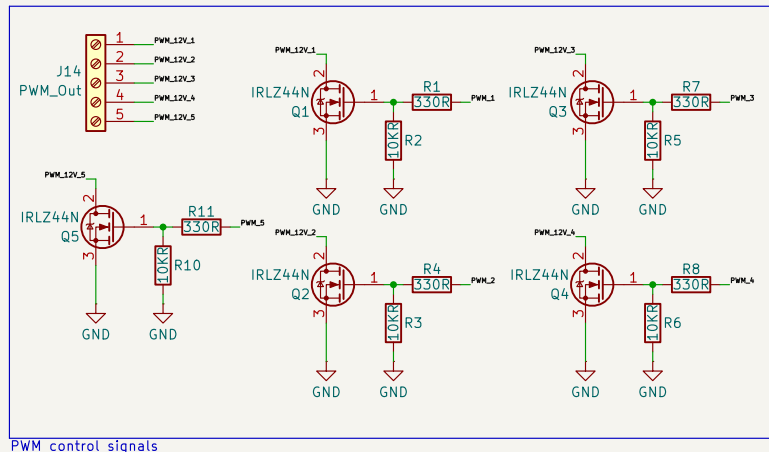 1 PWM_12V_1
2 PWM_12V_2
3 PWM_12V_3
4 PWM_12V_4
5 PWM_12V_5
J14
PWM_Out
PWM_12V_1
2
IRLZ44N
Q1
1
R1
330R
PWM_1
3
10KR
R2
GND
GND
PWM_12V_3
2
IRLZ44N
Q3
1
R7
330R
PWM_3
3
10KR
R5
GND
GND
PWM_12V_5
2
IRLZ44N
Q5
1
R11
330R
PWM_5
3
10KR
R10
GND
GND
PWM_12V_2
2
IRLZ44N
Q2
1
R4
330R
PWM_2
3
10KR
R3
GND
GND
PWM_12V_4
2
IRLZ44N
Q4
1
R8
330R
PWM_4
3
10KR
R6
GND
GND
PWM control signals